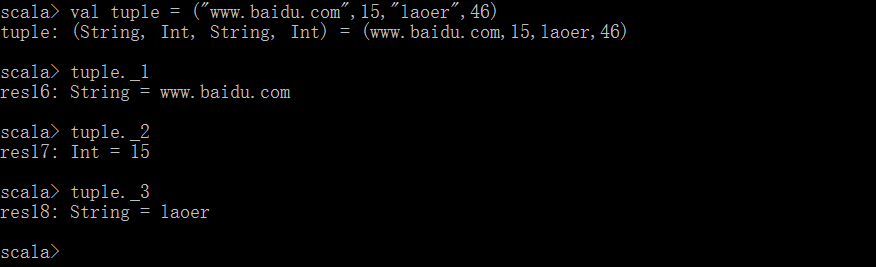 scala> val tuple = ("www.baidu.com",15,"laoer",46)
tuple: (String, Int, String, Int) = (www.baidu.com,15,laoer,46)
scala> tuple._1
res16: String = www.baidu.com
scala> tuple._2
res17: Int = 15
scala> tuple._3
res18: String = laoer
scala>